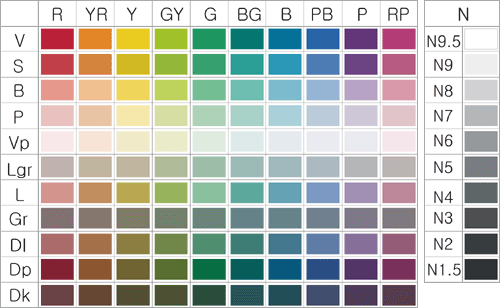 R YR Y GY G BG B PB P RP N
V N9.5
S N9
B N8
P N7
Vp N6
Lgr N5
L N4
Gr N3
Dl N2
Dp N1.5
Dk